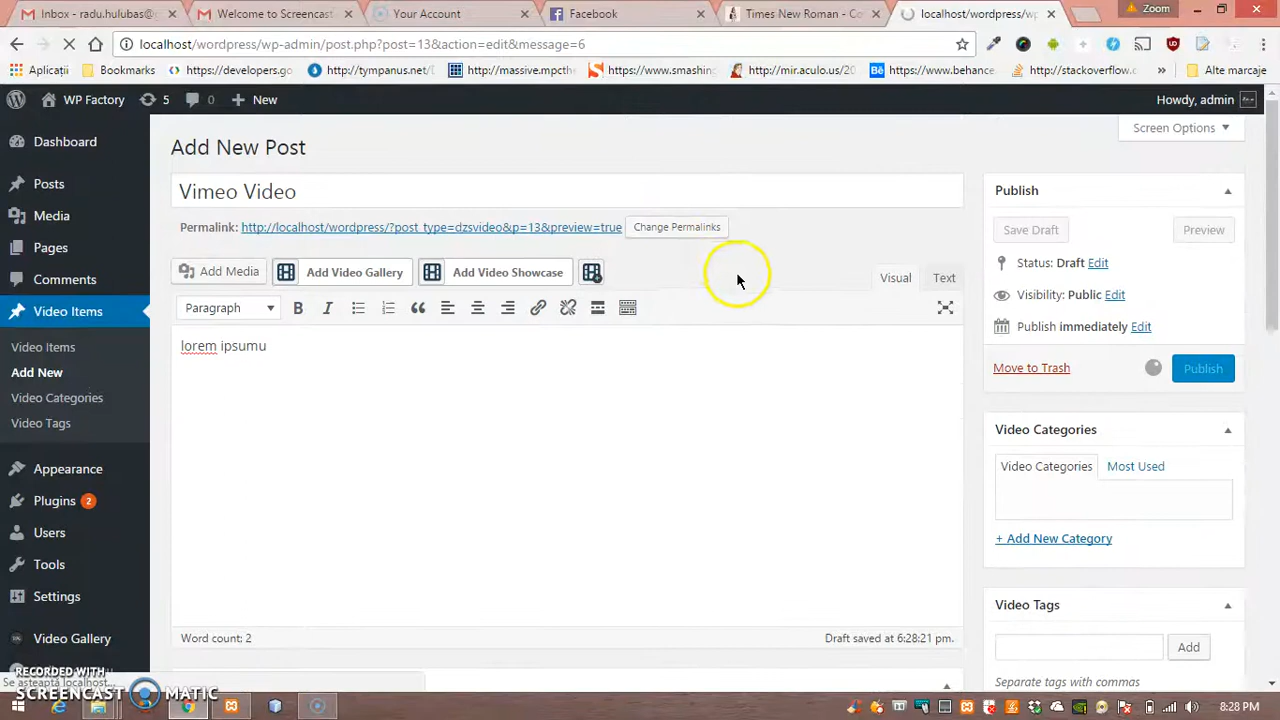 Inbox - radu.hulubas@
Welcome to Screencast
Your Account
Facebook
Times New Roman - Co
localhost/wordpress/wp
Zoom
localhost/wordpress/wp-admin/post.php?post=13&action=edit&message=6
Aplicații
Bookmarks
https://developers.go
http://tympanus.net/
http://massive.mpcthe
https://www.smashing
http://mir.aculo.us/20
https://www.behance.
http://stackoverflow.c
Alte marcaje
WP Factory
5
0
New
Howdy, admin
Screen Options
Dashboard
Posts
Media
Pages
Comments
Video Items
Video Items
Add New
Video Categories
Video Tags
Appearance
Plugins 2
Users
Tools
Settings
Video Gallery
Add New Post
Vimeo Video
Permalink: http://localhost/wordpress/?post_type=dzsvideo&p=13&preview=true Change Permalinks
Add Media
Add Video Gallery
Add Video Showcase
Visual
Text
Paragraph
lorem ipsumu
Word count: 2
Draft saved at 6:28:21 pm.
Publish
Save Draft
Preview
Status: Draft Edit
Visibility: Public Edit
Publish immediately Edit
Move to Trash
Publish
Video Categories
Video Categories
Most Used
+ Add New Category
Video Tags
Add
Separate tags with commas
Se așteaptă localhost...
RECORDED WITH
SCREENCAST MATIC
8:28 PM